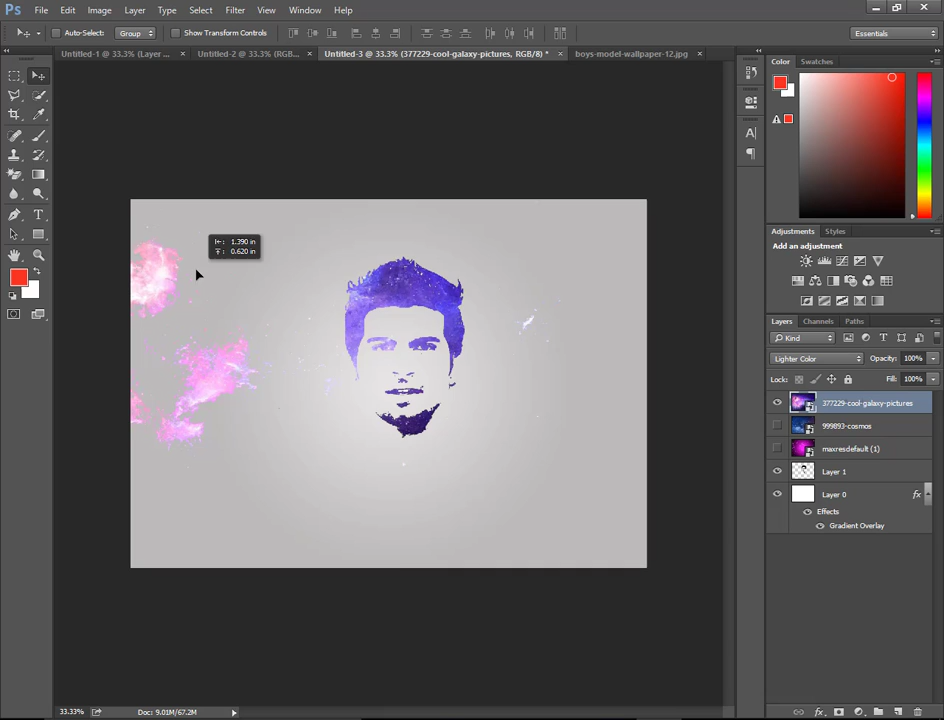 Ps File Edit Image Layer Type Select Filter View Window Help
Auto-Select: Group Show Transform Controls Essentials
Untitled-1 @ 33.3% (Layer ... × Untitled-2 @ 33.3% (RGB... × Untitled-3 @ 33.3% (377229-cool-galaxy-pictures, RGB/8) * × boys-model-wallpaper-12.jpg ×
Color Swatches
Adjustments Styles
Add an adjustment
1.390 in
0.620 in
Layers Channels Paths
Kind
Lighter Color Opacity: 100%
Lock: Fill: 100%
377229-cool-galaxy-pictures
999893-cosmos
maxresdefault (1)
Layer 1
Layer 0 fx
Effects
Gradient Overlay
33.33% Doc: 9.01M/67.2M
fx